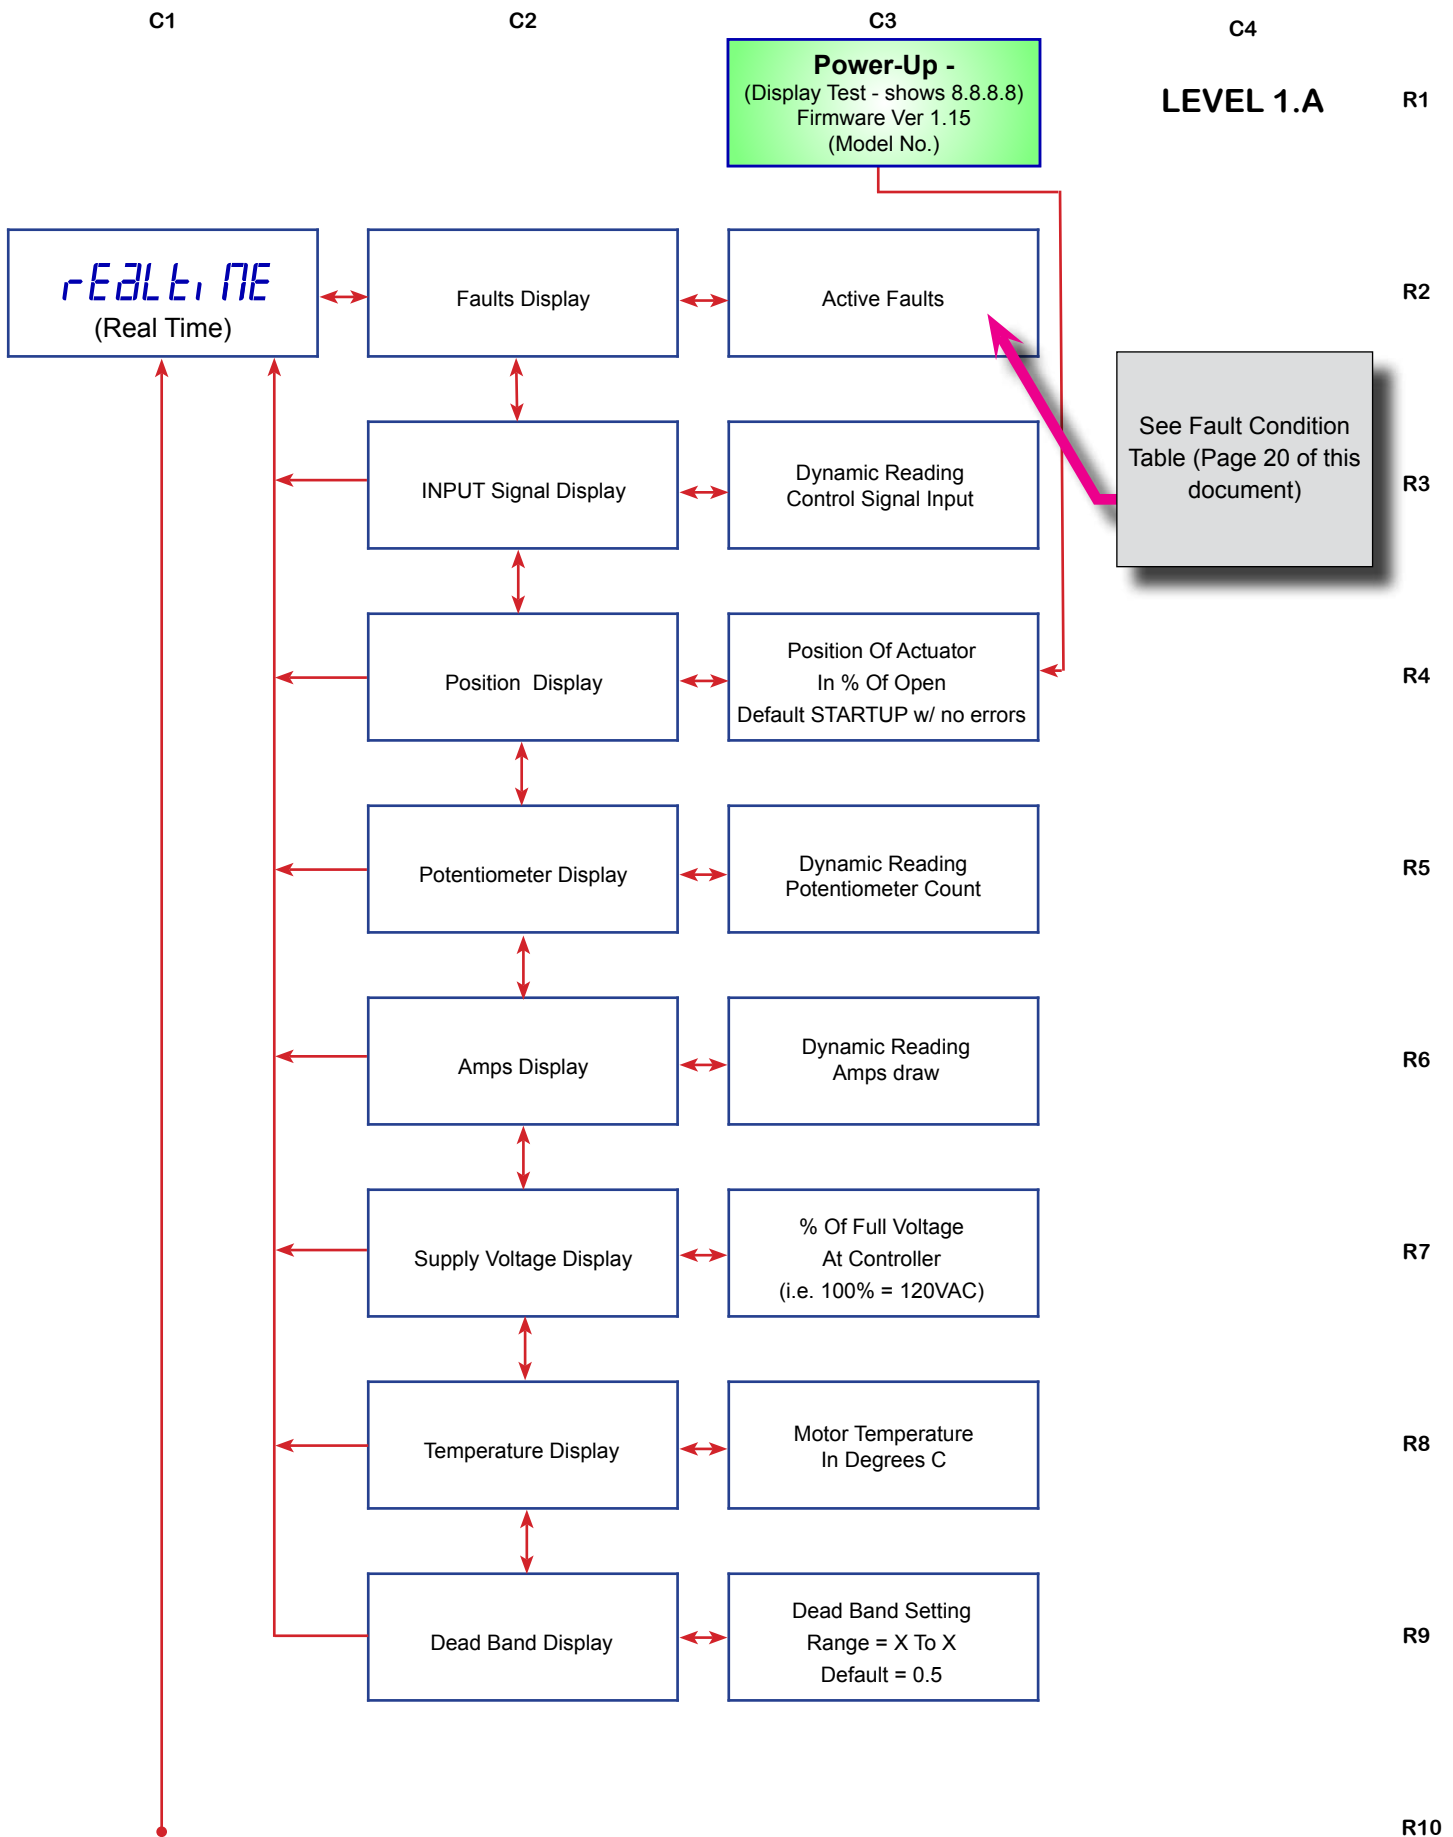 C1
C2
C3
C4
Power-Up -
(Display Test - shows 8.8.8.8)
Firmware Ver 1.15
(Model No.)
LEVEL 1.A
R1
rEALtiME
(Real Time)
Faults Display
Active Faults
R2
See Fault Condition
Table (Page 20 of this
document)
INPUT Signal Display
Dynamic Reading
Control Signal Input
R3
Position Display
Position Of Actuator
In % Of Open
Default STARTUP w/ no errors
R4
Potentiometer Display
Dynamic Reading
Potentiometer Count
R5
Amps Display
Dynamic Reading
Amps draw
R6
Supply Voltage Display
% Of Full Voltage
At Controller
(i.e. 100% = 120VAC)
R7
Temperature Display
Motor Temperature
In Degrees C
R8
Dead Band Display
Dead Band Setting
Range = X To X
Default = 0.5
R9
R10